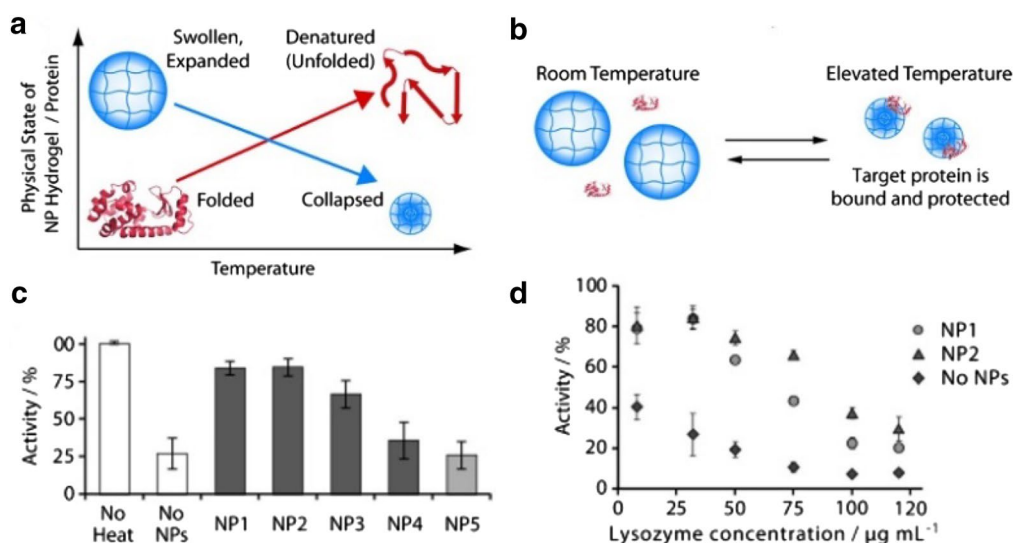 a
Swollen,
Expanded
Denatured
(Unfolded)
Physical State of
NP Hydrogel / Protein
Folded
Collapsed
Temperature
b
Room Temperature
Elevated Temperature
Target protein is
bound and protected
c
Activity / %
00
75
25
25
0
No
Heat
No
NPs
NP1
NP2
NP3
NP4
NP5
d
Activity / %
100
80
60
40
20
0
0
25
50
75
100
120
Lysozyme concentration / µg mL⁻¹
NP1
NP2
No NPs